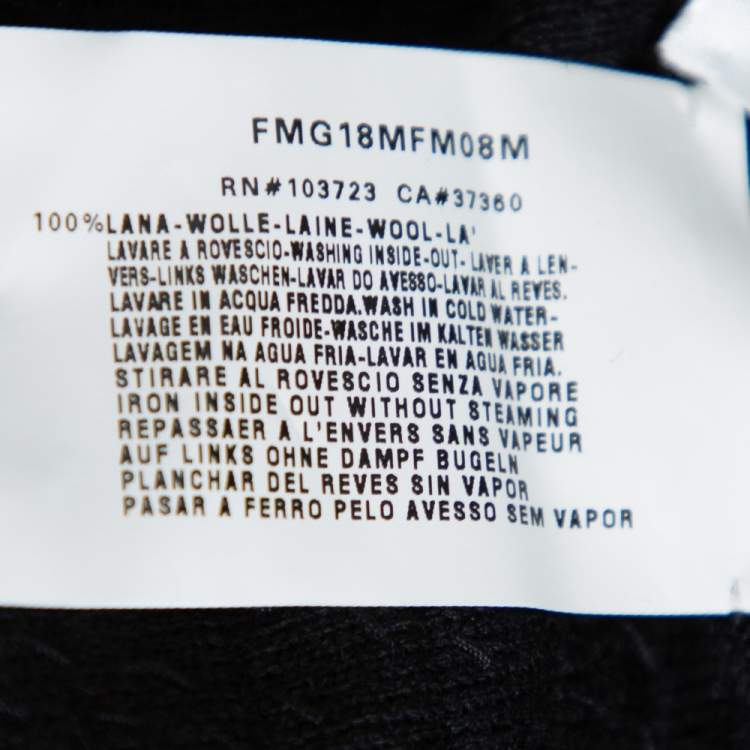 FMG18MFM08M
RN#103723 CA#37360
100%LANA-WOLLE-LAINE-WOOL-LA'
LAVARE A ROVESCIO-WASHING INSIDE-OUT-LAVER A LEN-
VERS-LINKS WASCHEN-LAVAR DO AVESSO-LAVAR AL REVES.
LAVARE IN ACQUA FREDDA.WASH IN COLD WATER-
LAVAGE EN EAU FROIDE-WASCHE IM KALTEN WASSER
LAVAGEM NA AGUA FRIA-LAVAR EN AGUA FRIA.
STIRARE AL ROVESCIO SENZA VAPORE
IRON INSIDE OUT WITHOUT STEAMING
REPASSAER A L'ENVERS SANS VAPEUR
AUF LINKS OHNE DAMPF BUGELN
PLANCHAR DEL REVES SIN VAPOR
PASAR A FERRO PELO AVESSO SEM VAPOR